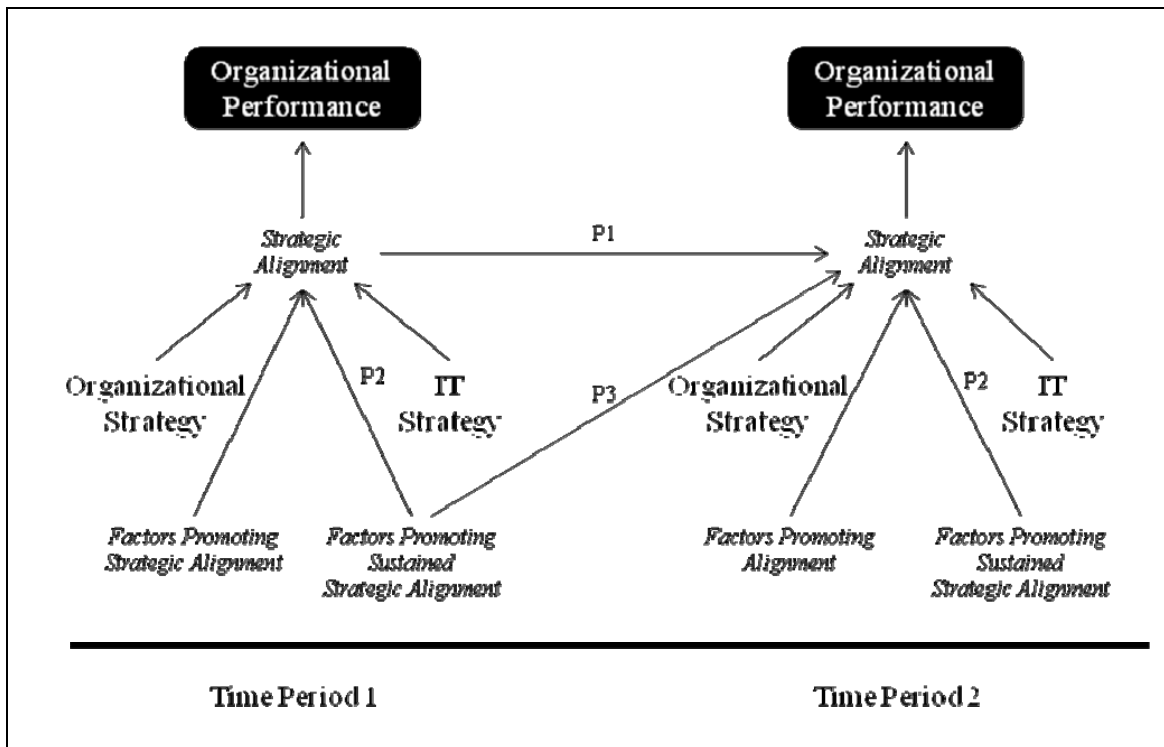 Organizational
Performance
Organizational
Performance
Strategic
Alignment
P1
Strategic
Alignment
Organizational
Strategy
P2
IT
Strategy
P3
Organizational
Strategy
P2
IT
Strategy
Factors Promoting
Strategic Alignment
Factors Promoting
Sustained
Strategic Alignment
Factors Promoting
Alignment
Factors Promoting
Sustained
Strategic Alignment
Time Period 1
Time Period 2